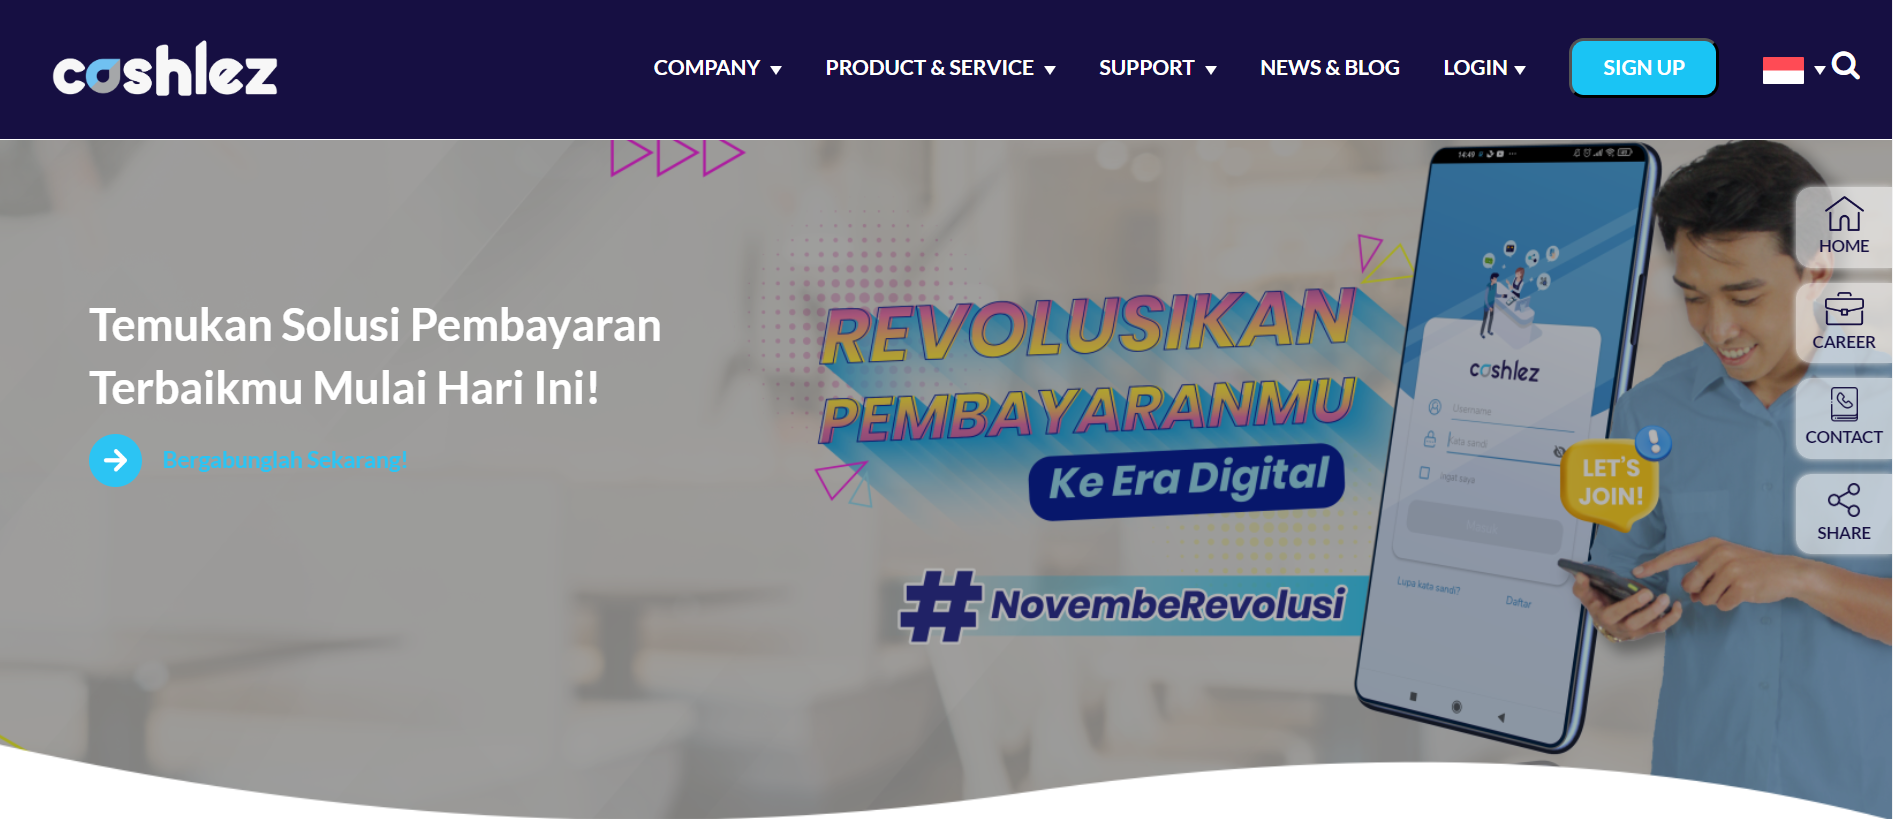 cashlez
COMPANY
PRODUCT & SERVICE
SUPPORT
NEWS & BLOG
LOGIN
SIGN UP
Temukan Solusi Pembayaran
Terbaikmu Mulai Hari Ini!
Bergabunglah Sekarang!
REVOLUSIKAN
PEMBAYARANMU
Ke Era Digital
#NovembeRevolusi
14:49
cashlez
Username
Kata sandi
Ingat saya
Masuk
Lupa kata sandi?
Daftar
LET'S
JOIN!
HOME
CAREER
CONTACT
SHARE